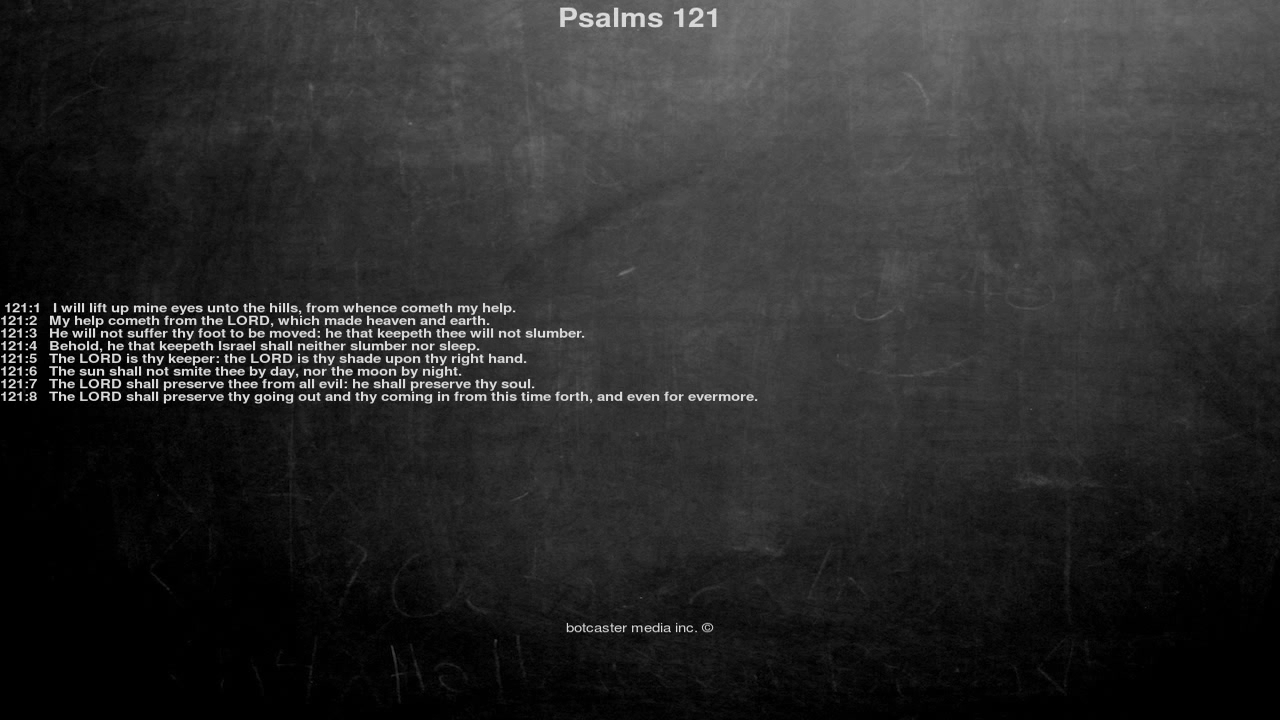 Psalms 121
121:1 I will lift up mine eyes unto the hills, from whence cometh my help.
121:2 My help cometh from the LORD, which made heaven and earth.
121:3 He will not suffer thy foot to be moved: he that keepeth thee will not slumber.
121:4 Behold, he that keepeth Israel shall neither slumber nor sleep.
121:5 The LORD is thy keeper: the LORD is thy shade upon thy right hand.
121:6 The sun shall not smite thee by day, nor the moon by night.
121:7 The LORD shall preserve thee from all evil: he shall preserve thy soul.
121:8 The LORD shall preserve thy going out and thy coming in from this time forth, and even for evermore.
botcaster media inc. ©